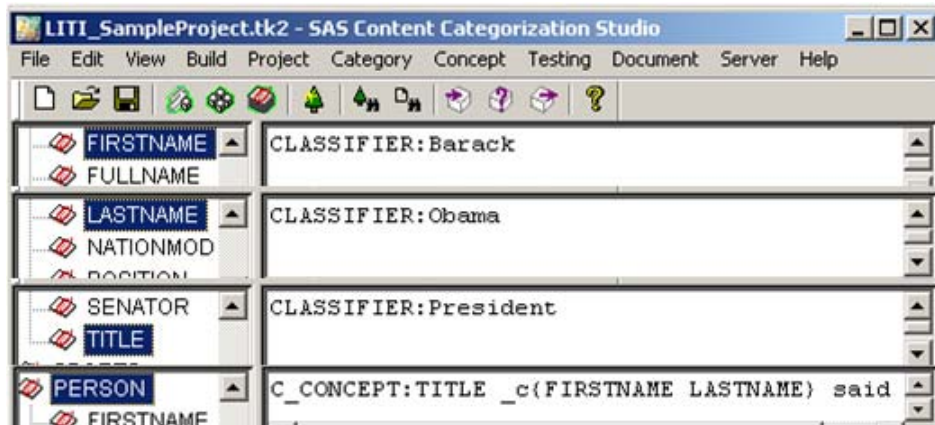 LITI_SampleProject.tk2 - SAS Content Categorization Studio
File Edit View Build Project Category Concept Testing Document Server Help
FIRSTNAME
CLASSIFIER:Barack
FULLNAME
LASTNAME
CLASSIFIER:Obama
NATIONMOD
POSITION
SENATOR
CLASSIFIER:President
TITLE
PERSON
C_CONCEPT:TITLE _c{FIRSTNAME LASTNAME} said
FIRSTNAME